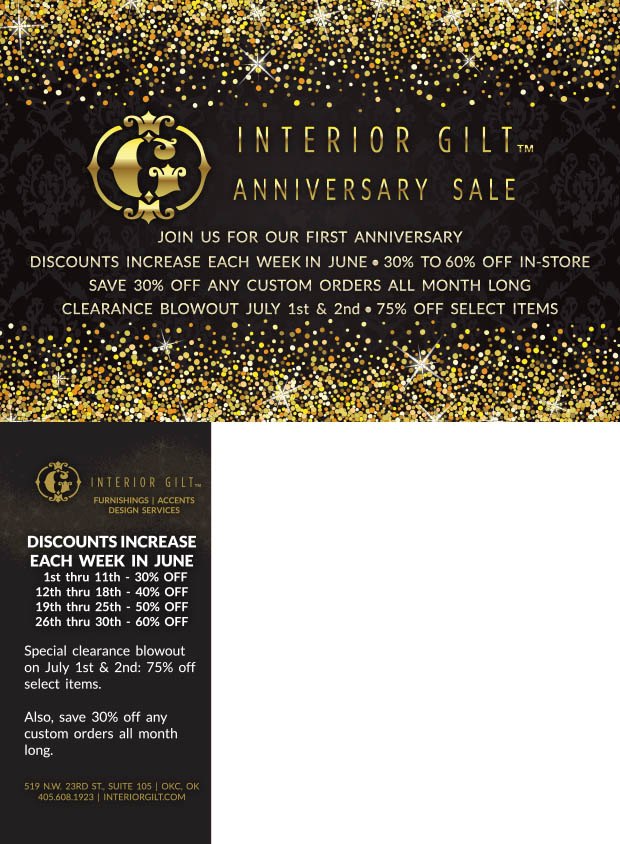 INTERIOR GILT™
ANNIVERSARY SALE
JOIN US FOR OUR FIRST ANNIVERSARY
DISCOUNTS INCREASE EACH WEEK IN JUNE • 30% TO 60% OFF IN-STORE
SAVE 30% OFF ANY CUSTOM ORDERS ALL MONTH LONG
CLEARANCE BLOWOUT JULY 1st & 2nd • 75% OFF SELECT ITEMS
G
INTERIOR GILT™
FURNISHINGS | ACCENTS
DESIGN SERVICES
DISCOUNTS INCREASE
EACH WEEK IN JUNE
1st thru 11th - 30% OFF
12th thru 18th - 40% OFF
19th thru 25th - 50% OFF
26th thru 30th - 60% OFF
Special clearance blowout
on July 1st & 2nd: 75% off
select items.
Also, save 30% off any
custom orders all month
long.
519 N.W. 23RD ST., SUITE 105 | OKC, OK
405.608.1923 | INTERIORGILT.COM